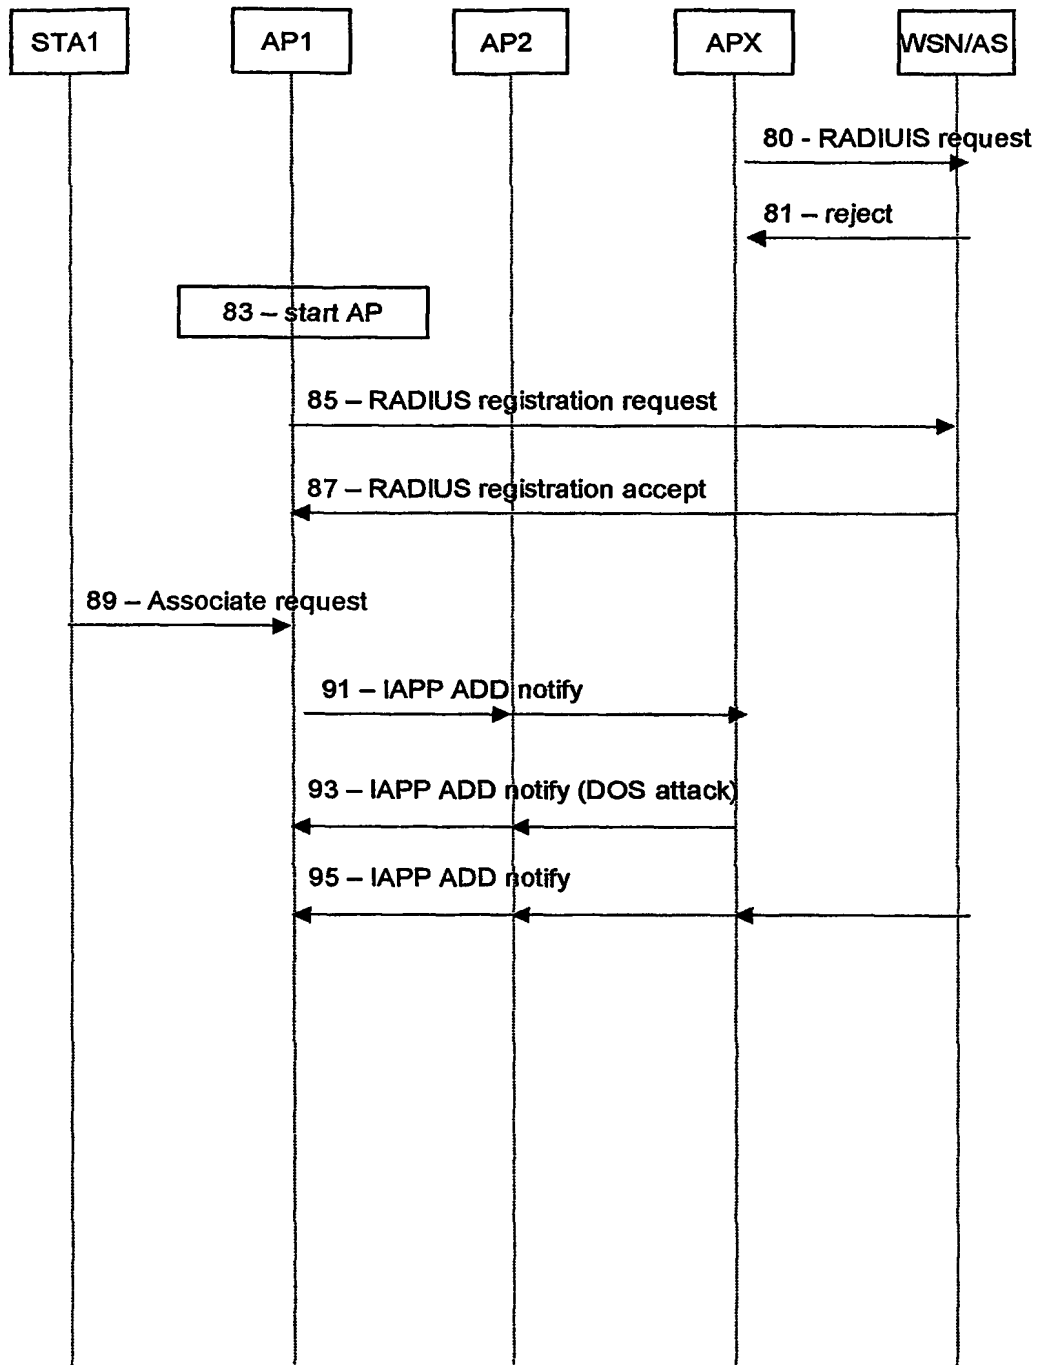 STA1
AP1
AP2
APX
WSN/AS
80 - RADIUIS request
81 – reject
83 – start AP
85 – RADIUS registration request
87 – RADIUS registration accept
89 – Associate request
91 – IAPP ADD notify
93 – IAPP ADD notify (DOS attack)
95 – IAPP ADD notify